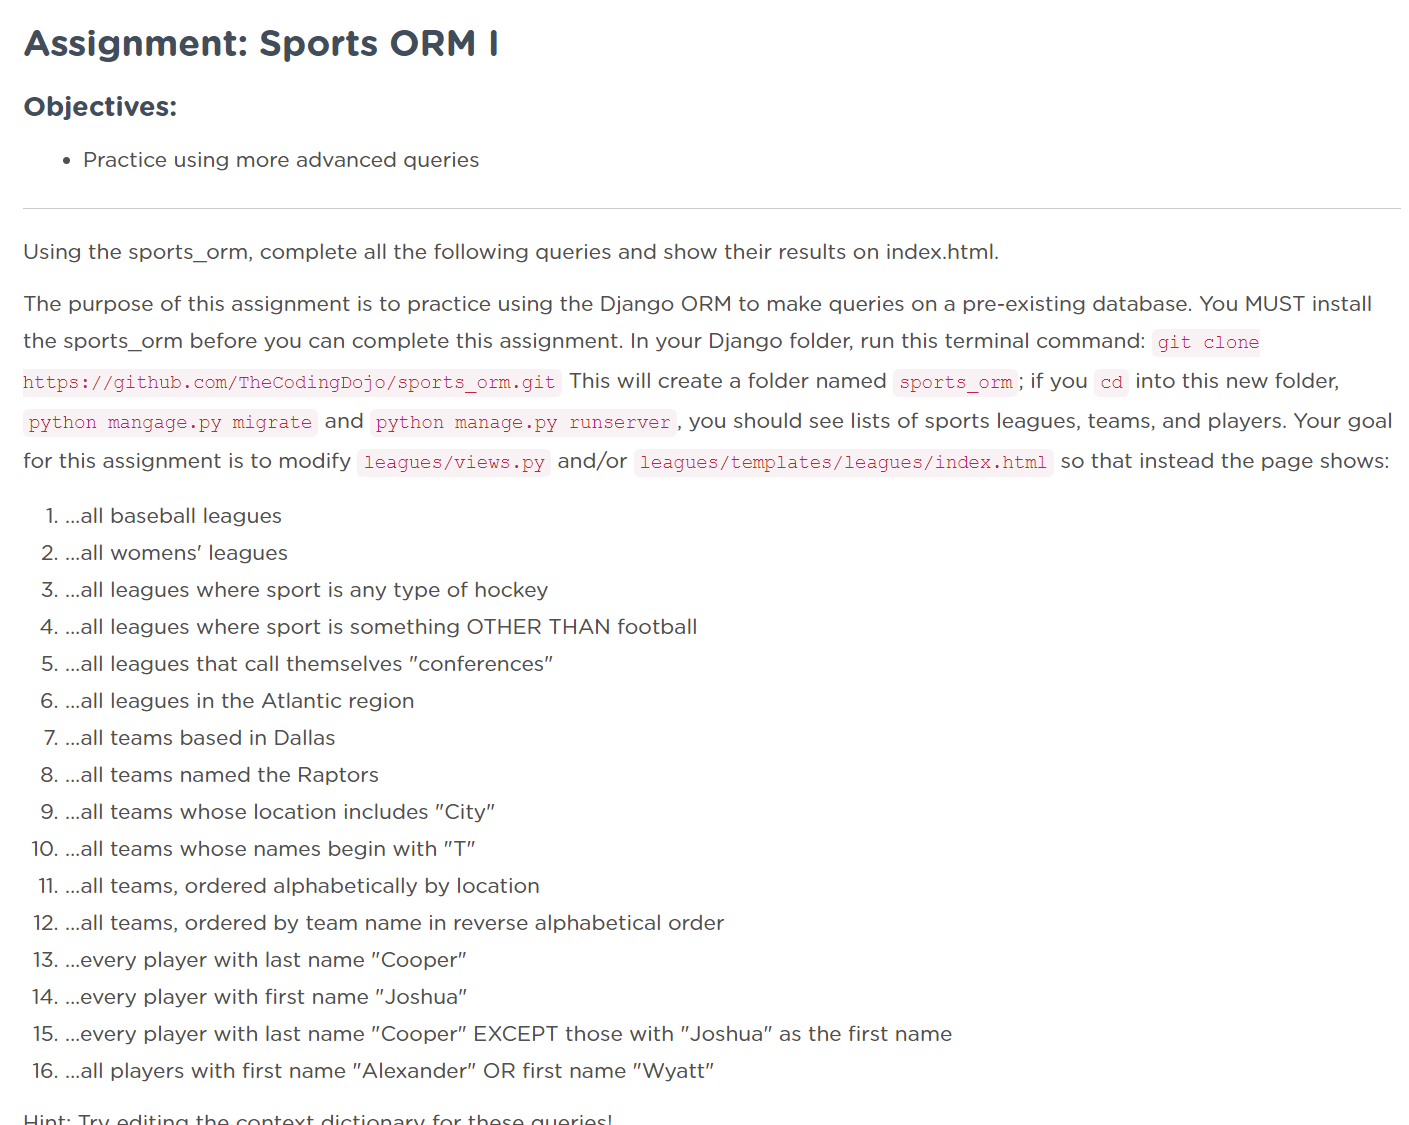 Assignment: Sports ORM I
Objectives:
• Practice using more advanced queries
Using the sports_orm, complete all the following queries and show their results on index.html.
The purpose of this assignment is to practice using the Django ORM to make queries on a pre-existing database. You MUST install
the sports_orm before you can complete this assignment. In your Django folder, run this terminal command: git clone
https://github.com/TheCodingDojo/sports_orm.git This will create a folder named sports_orm; if you cd into this new folder,
python mangage.py migrate and python manage.py runserver, you should see lists of sports leagues, teams, and players. Your goal
for this assignment is to modify leagues/views.py and/or leagues/templates/leagues/index.html so that instead the page shows:
1. ...all baseball leagues
2. ...all womens' leagues
3. ...all leagues where sport is any type of hockey
4. ...all leagues where sport is something OTHER THAN football
5. ...all leagues that call themselves "conferences"
6. ...all leagues in the Atlantic region
7. ...all teams based in Dallas
8. ...all teams named the Raptors
9. ...all teams whose location includes "City"
10. ...all teams whose names begin with "T"
11. ...all teams, ordered alphabetically by location
12. ...all teams, ordered by team name in reverse alphabetical order
13. ...every player with last name "Cooper"
14. ...every player with first name "Joshua"
15. ...every player with last name "Cooper" EXCEPT those with "Joshua" as the first name
16. ...all players with first name "Alexander" OR first name "Wyatt"
Hint: Try editing the context dictionary for these queries!